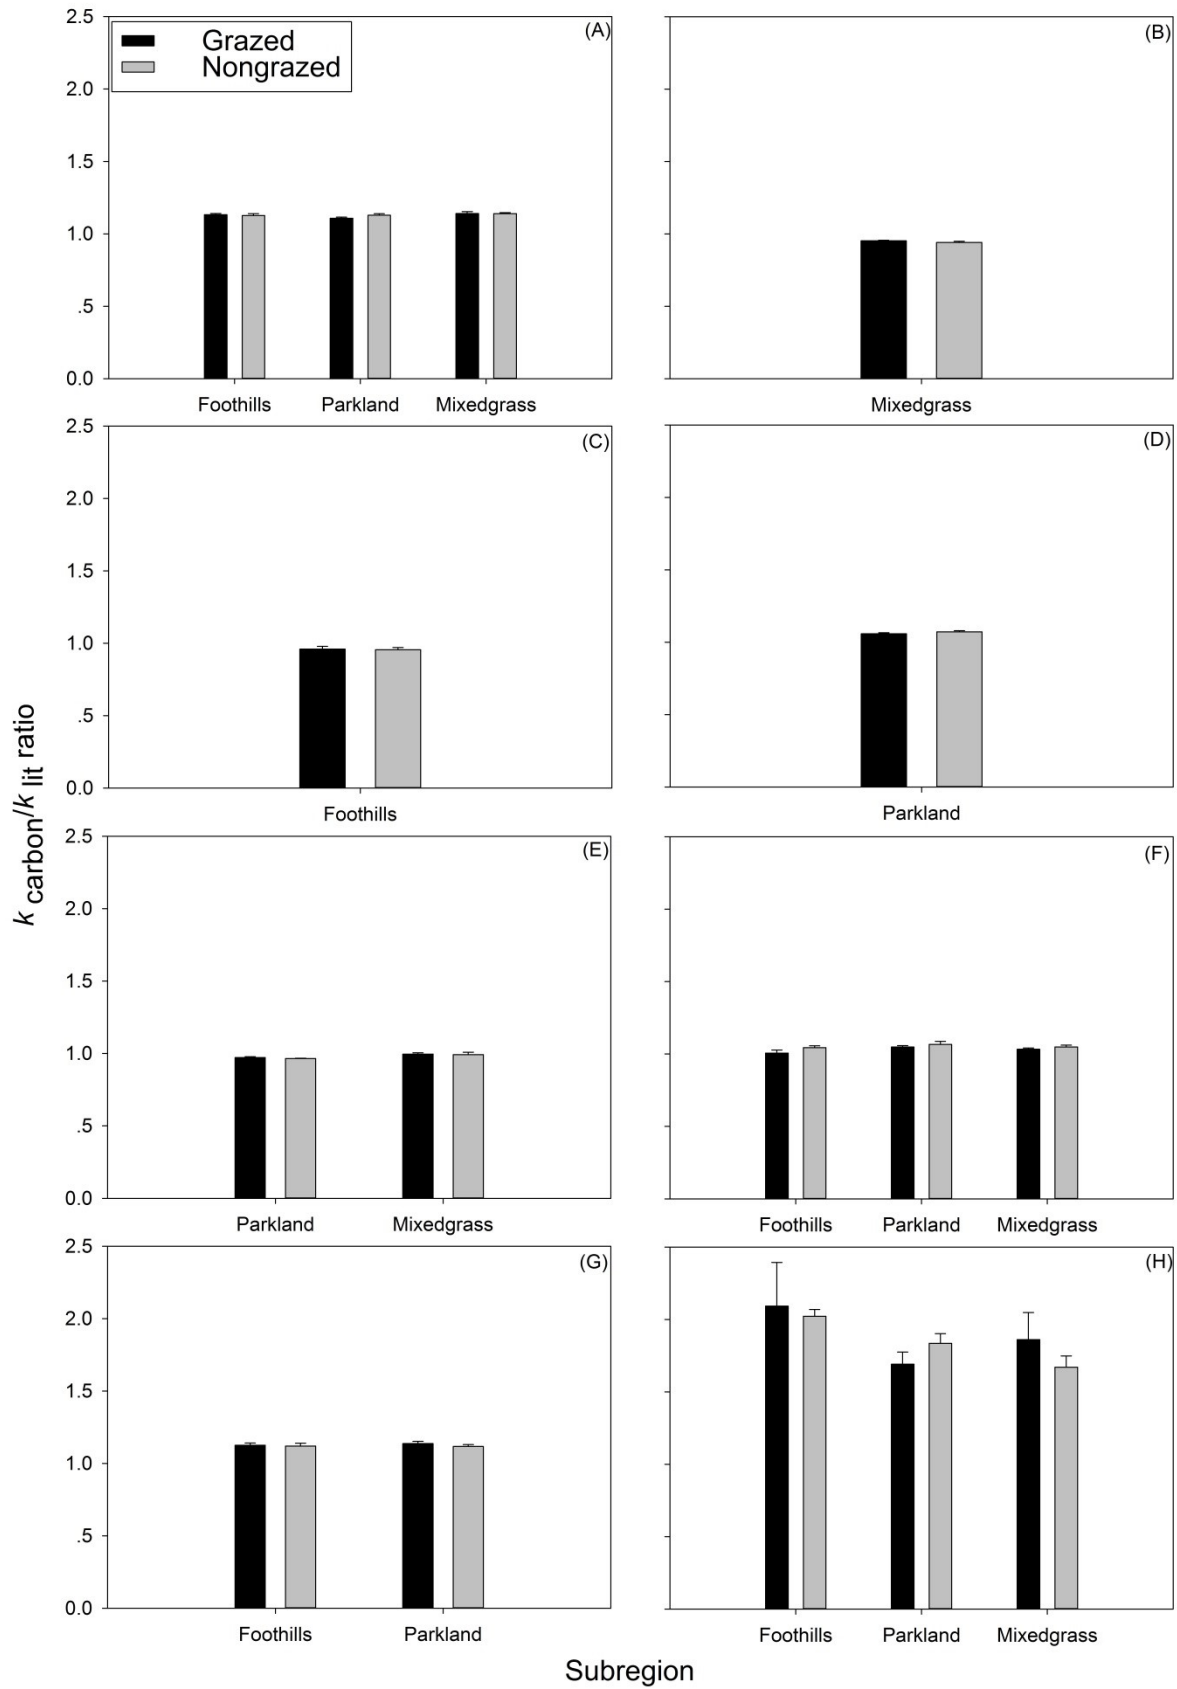 2.5
2.0
1.5
1.0
.5
0.0
Grazed
Nongrazed
(A)
Foothills Parkland Mixedgrass
(B)
Mixedgrass
2.5
2.0
1.5
1.0
.5
0.0
(C)
Foothills
(D)
Parkland
k carbon/k lit ratio
2.5
2.0
1.5
1.0
.5
0.0
(E)
Parkland Mixedgrass
(F)
Foothills Parkland Mixedgrass
2.5
2.0
1.5
1.0
.5
0.0
(G)
Foothills Parkland
(H)
Foothills Parkland Mixedgrass
Subregion